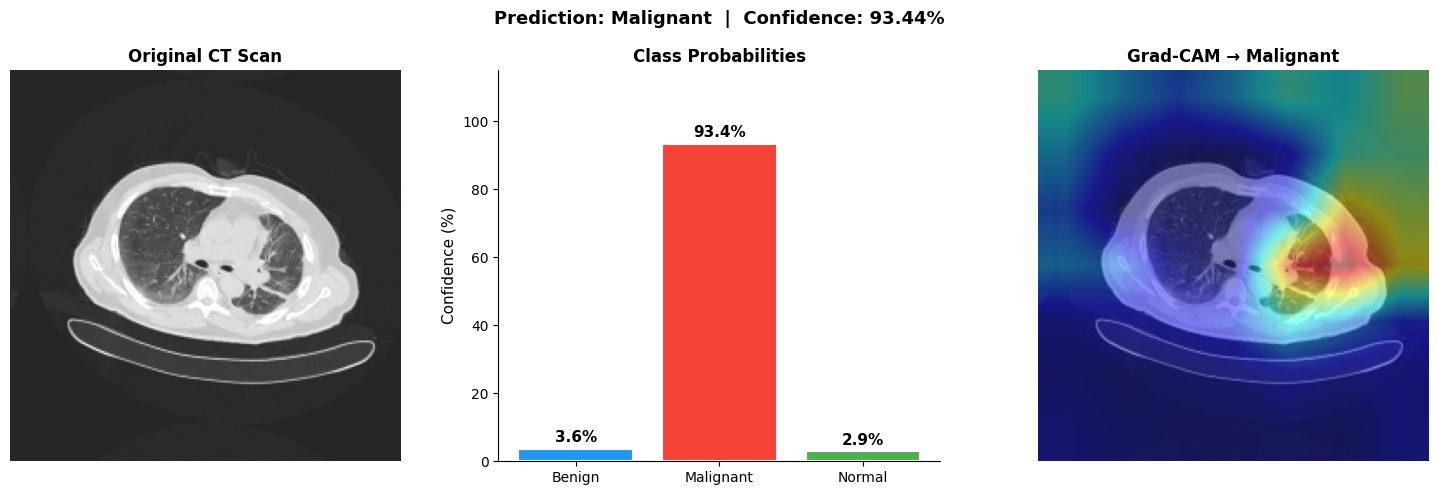 Prediction: Malignant | Confidence: 93.44%
Original CT Scan
Class Probabilities
Grad-CAM → Malignant
Confidence (%)
100
80
60
40
20
0
3.6%
93.4%
2.9%
Benign
Malignant
Normal